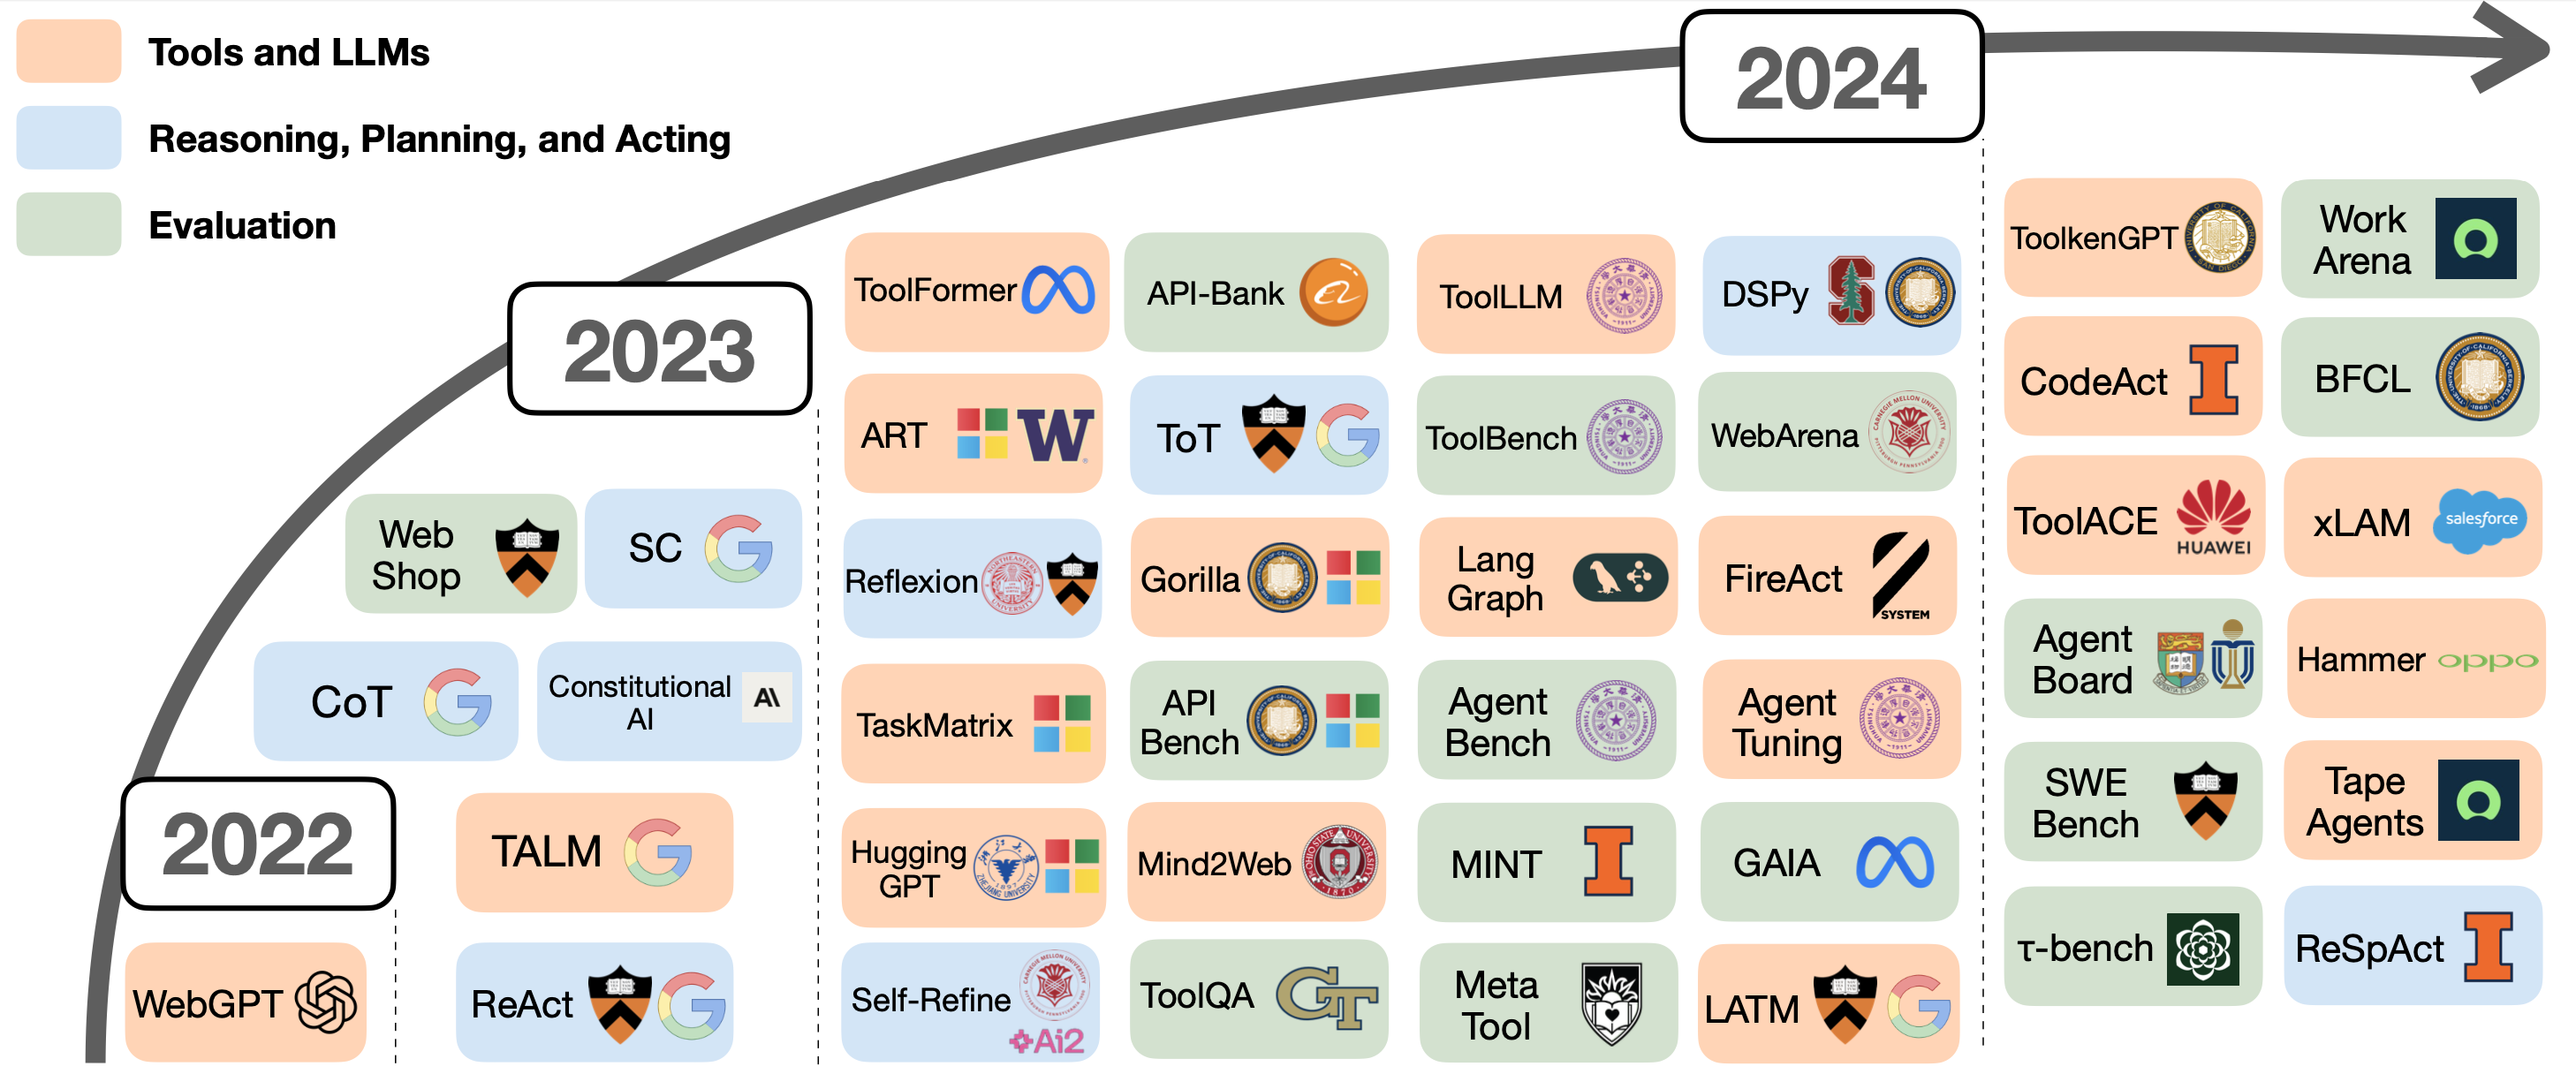 Tools and LLMs
Reasoning, Planning, and Acting
Evaluation
2022
2023
2024
WebGPT
Web
Shop
SC
CoT
Constitutional
AI
A\
TALM
ReAct
ToolFormer
API-Bank
ToolLLM
DSPy
ART
W
ToT
ToolBench
WebArena
Reflexion
Gorilla
Lang
Graph
FireAct
SYSTEM
TaskMatrix
API
Bench
Agent
Bench
Agent
Tuning
Hugging
GPT
Mind2Web
MINT
GAIA
Self-Refine
Ai2
ToolQA
GT
Meta
Tool
LATM
ToolkenGPT
Work
Arena
CodeAct
BFCL
ToolACE
HUAWEI
xLAM
salesforce
Agent
Board
Hammer
oppo
SWE
Bench
Tape
Agents
τ-bench
ReSpAct